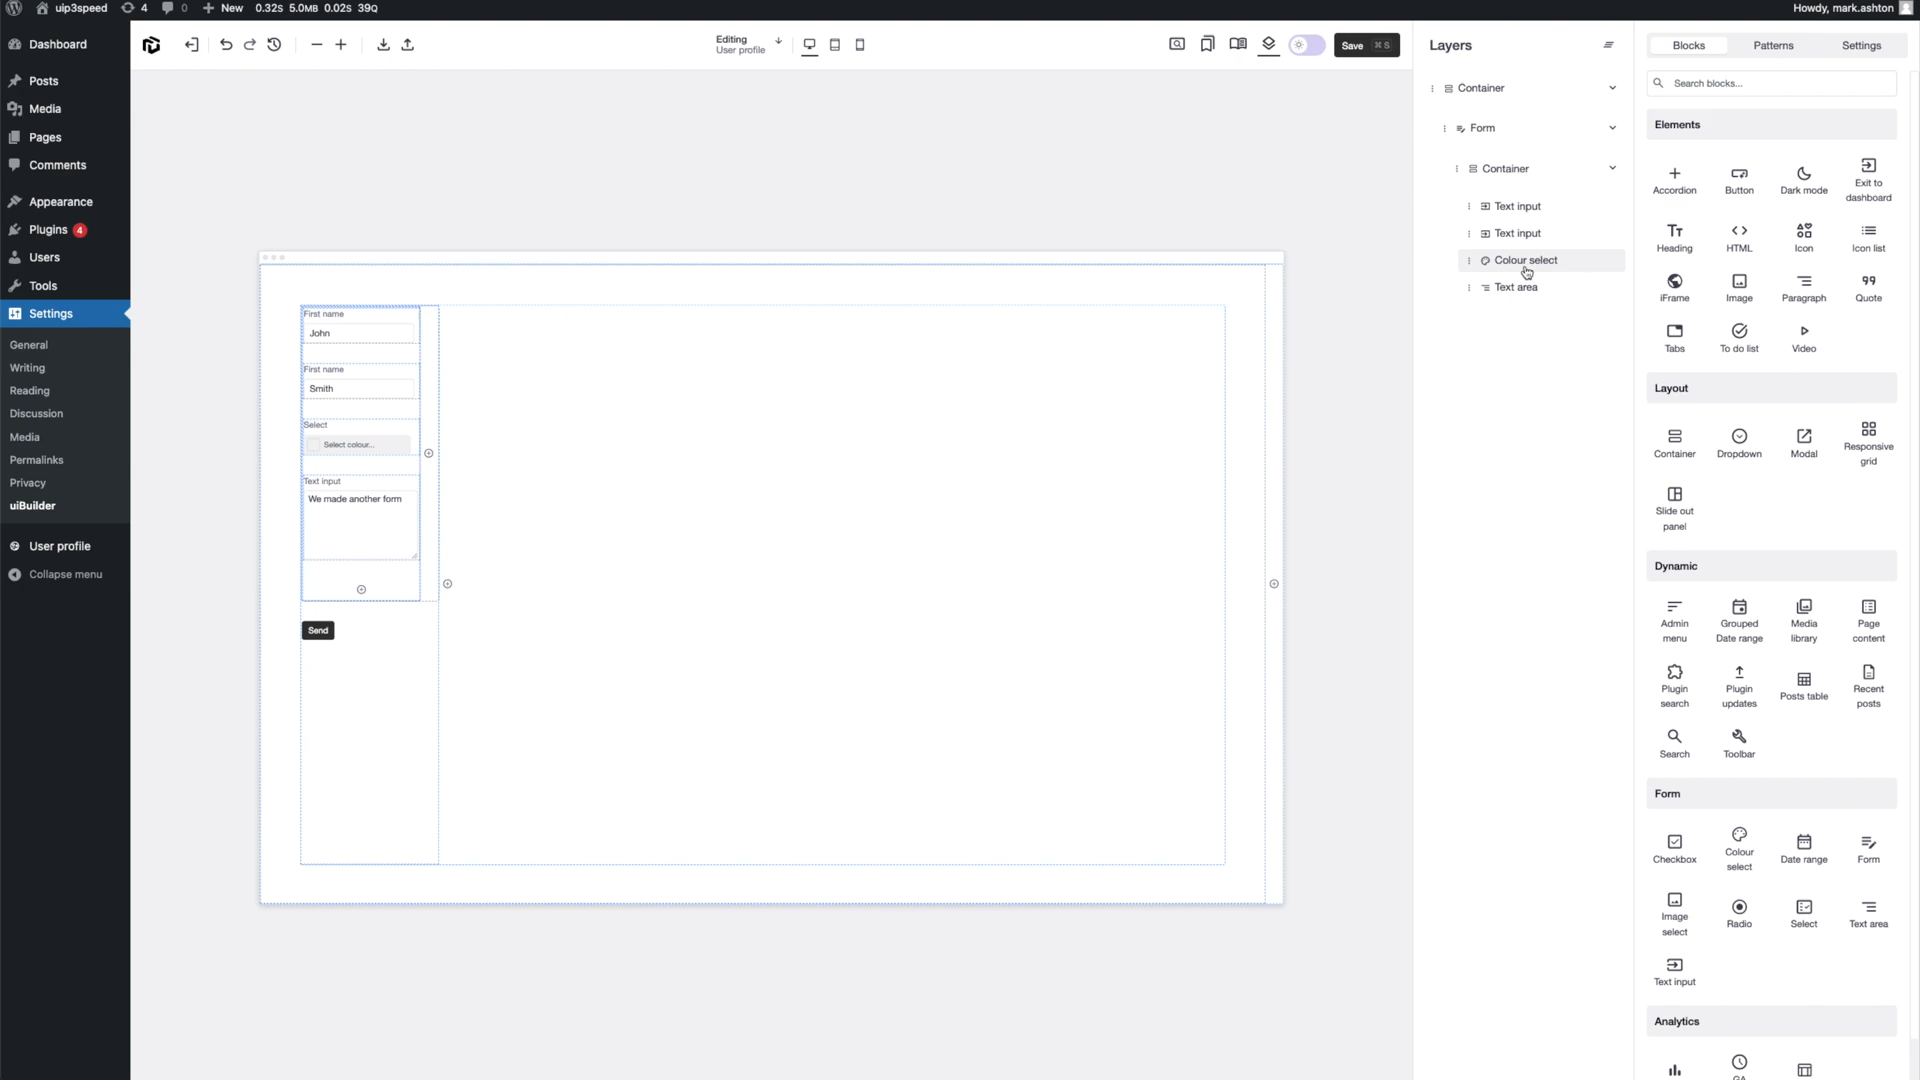 uip3speed 4 0 New 0.32s 5.0MB 0.02s 39Q
Howdy, mark.ashton
Dashboard
Posts
Media
Pages
Comments
Appearance
Plugins 4
Users
Tools
Settings
General
Writing
Reading
Discussion
Media
Permalinks
Privacy
uiBuilder
User profile
Collapse menu
Editing
User profile
Save ⌘ S
First name
John
First name
Smith
Select
Select colour...
Text input
We made another form
Send
Layers
Container
Form
Container
Text input
Text input
Colour select
Text area
Blocks Patterns Settings
Search blocks...
Elements
Accordion Button Dark mode Exit to
dashboard
Heading HTML Icon Icon list
iFrame Image Paragraph Quote
Tabs To do list Video
Layout
Container Dropdown Modal Responsive
grid
Slide out
panel
Dynamic
Admin Grouped Media Page
menu Date range library content
Plugin Plugin Posts table Recent
search updates posts
Search Toolbar
Form
Checkbox Colour Date range Form
select
Image Radio Select Text area
select
Text input
Analytics